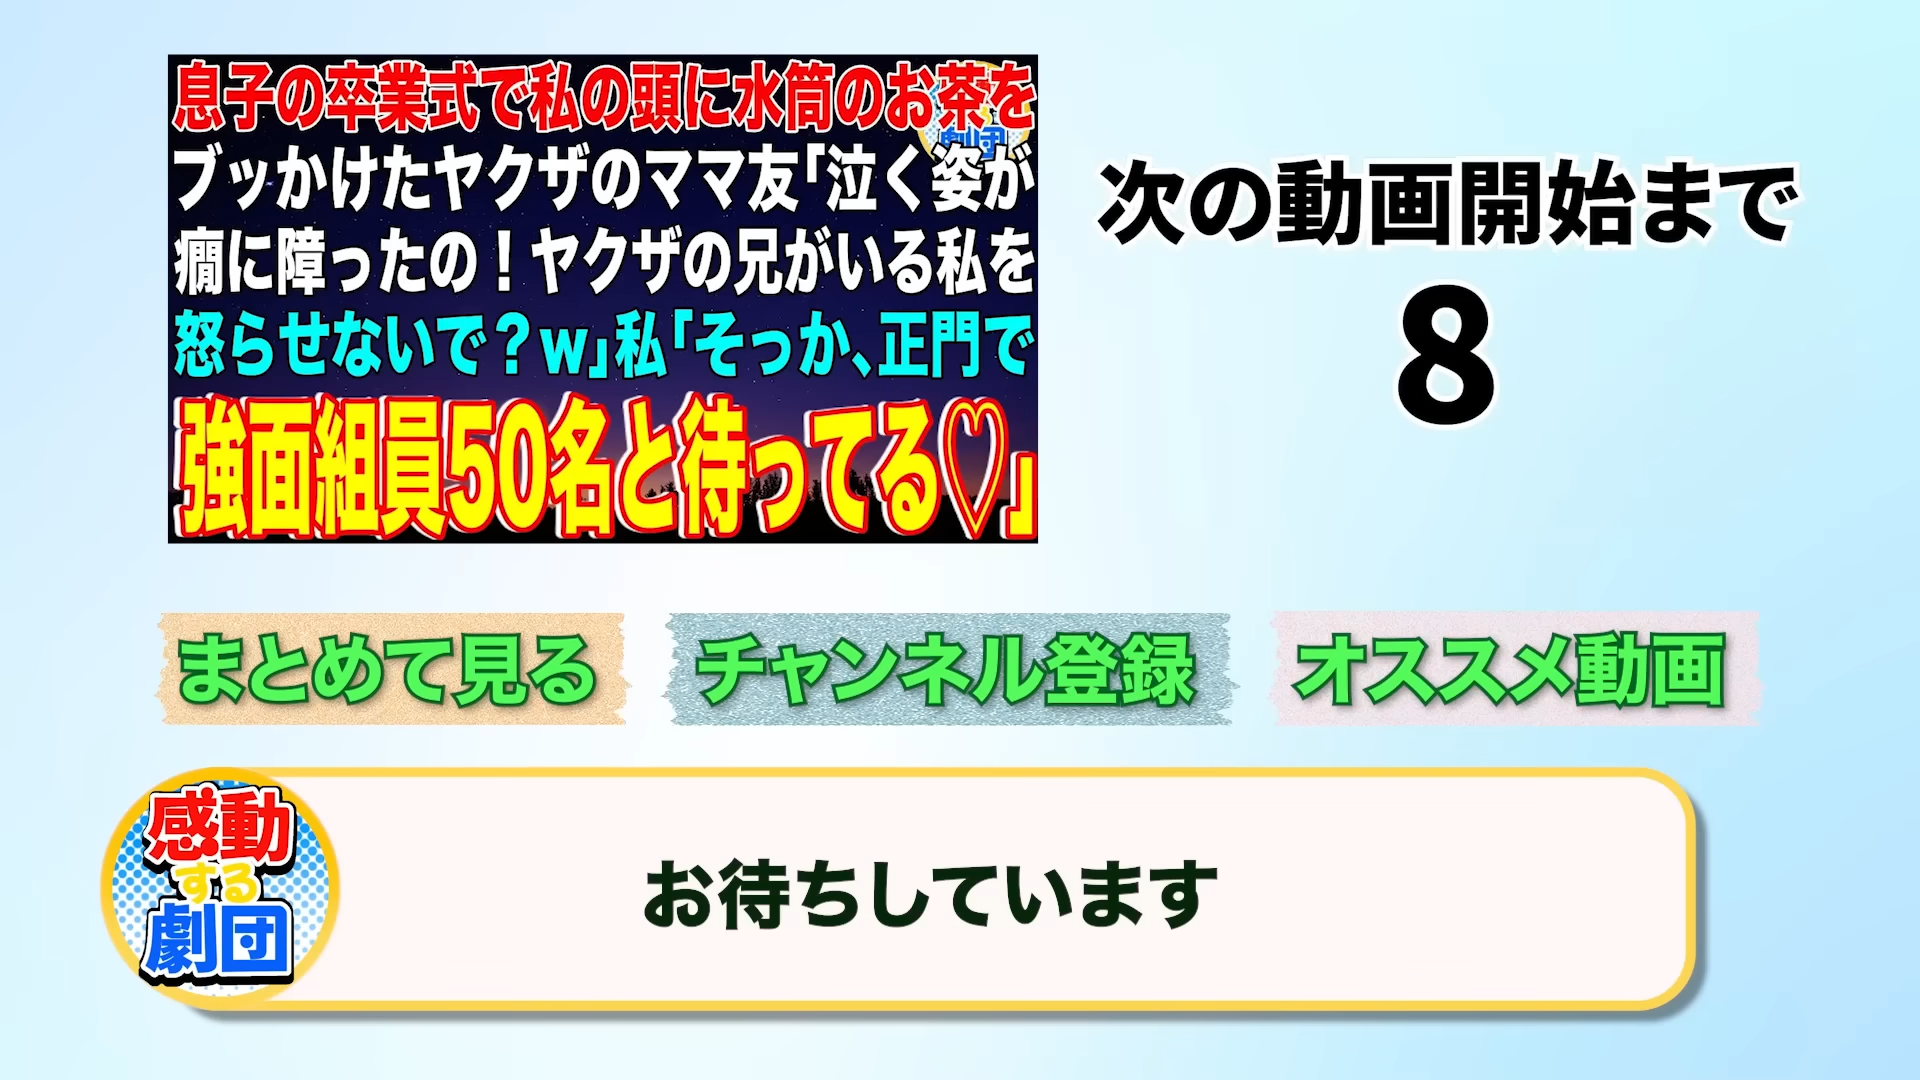 息子の卒業式で私の頭に水筒のお茶を
ブッかけたヤクザのママ友「泣く姿が
癇に障ったの！ヤクザの兄がいる私を
怒らせないで？w」私「そっか、正門で
強面組員50名と待ってる♡」
次の動画開始まで
8
まとめて見る
チャンネル登録
オススメ動画
感動
する
劇団
お待ちしています